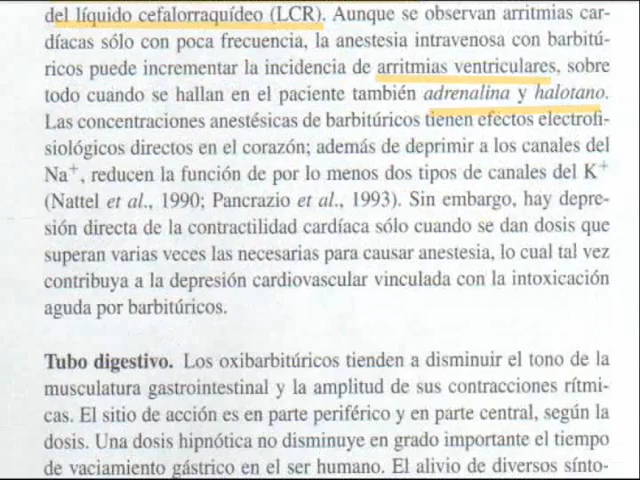 del líquido cefalorraquídeo (LCR). Aunque se observan arritmias car-
díacas sólo con poca frecuencia, la anestesia intravenosa con barbitú-
ricos puede incrementar la incidencia de arritmias ventriculares, sobre
todo cuando se hallan en el paciente también adrenalina y halotano.
Las concentraciones anestésicas de barbitúricos tienen efectos electrofi-
siológicos directos en el corazón; además de deprimir a los canales del
Na⁺, reducen la función de por lo menos dos tipos de canales del K⁺
(Nattel et al., 1990; Pancrazio et al., 1993). Sin embargo, hay depre-
sión directa de la contractilidad cardíaca sólo cuando se dan dosis que
superan varias veces las necesarias para causar anestesia, lo cual tal vez
contribuya a la depresión cardiovascular vinculada con la intoxicación
aguda por barbitúricos.
Tubo digestivo. Los oxibarbitúricos tienden a disminuir el tono de la
musculatura gastrointestinal y la amplitud de sus contracciones rítmi-
cas. El sitio de acción es en parte periférico y en parte central, según la
dosis. Una dosis hipnótica no disminuye en grado importante el tiempo
de vaciamiento gástrico en el ser humano. El alivio de diversos sínto-